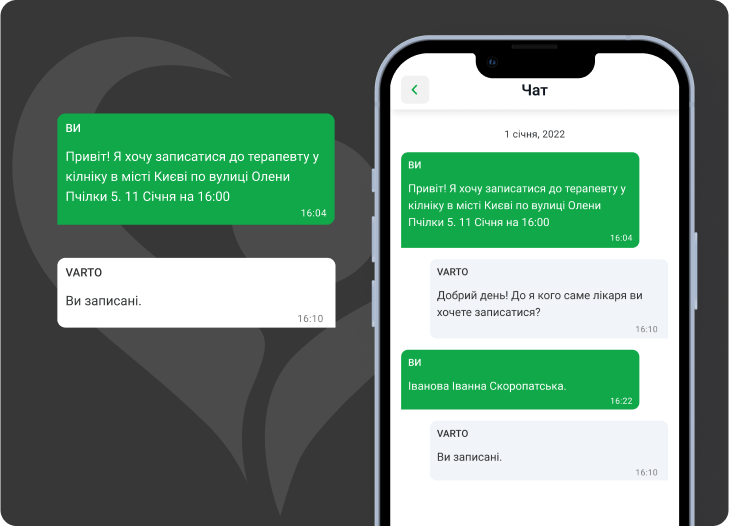 ВИ
Привіт! Я хочу записатися до терапевту у
кілніку в місті Києві по вулиці Олени
Пчілки 5. 11 Січня на 16:00
16:04
VARTO
Ви записані.
16:10
Чат
1 січня, 2022
ВИ
Привіт! Я хочу записатися до терапевту у
кілніку в місті Києві по вулиці Олени
Пчілки 5. 11 Січня на 16:00
16:04
VARTO
Добрий день! До я кого саме лікаря ви
хочете записатися?
16:10
ВИ
Іванова Іванна Скоропатська.
16:22
VARTO
Ви записані.
16:10